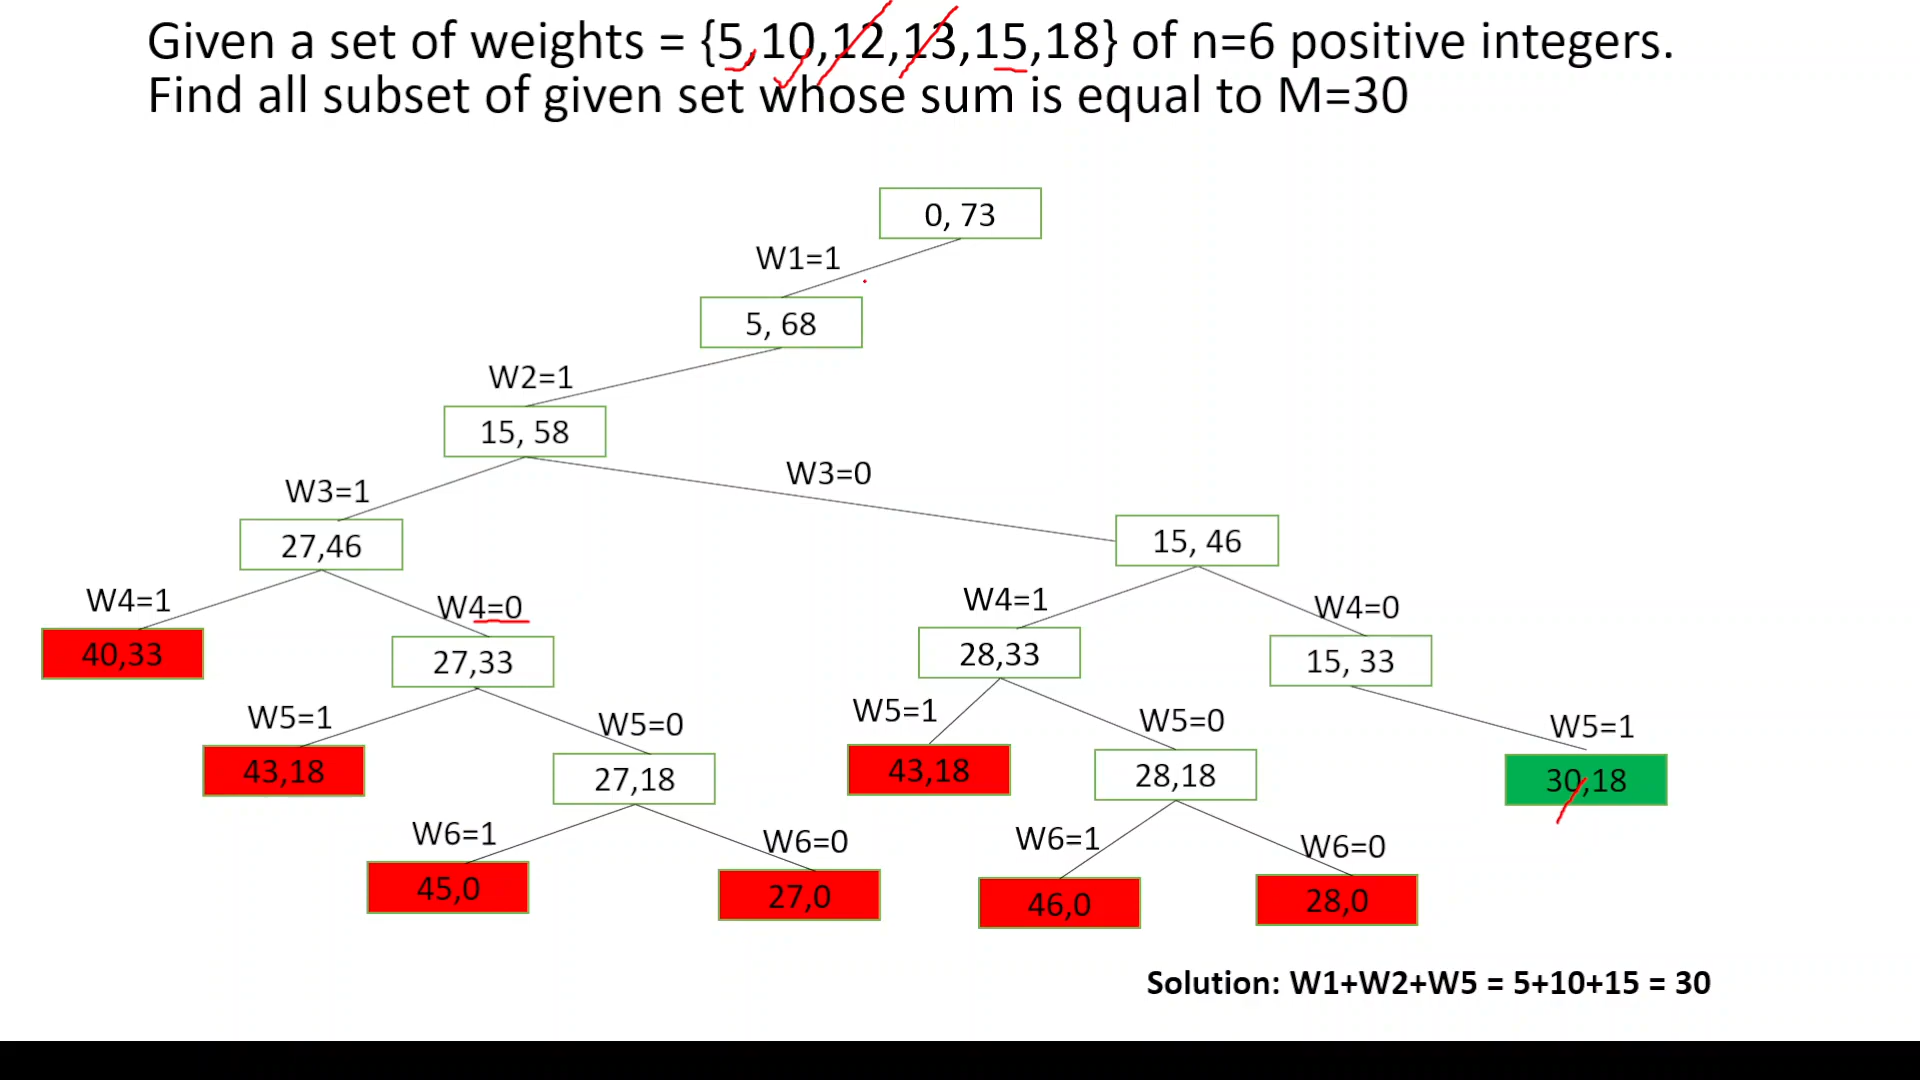 Given a set of weights = {5,10,12,13,15,18} of n=6 positive integers.
Find all subset of given set whose sum is equal to M=30
0, 73
W1=1
5, 68
W2=1
15, 58
W3=1
W3=0
27,46
15, 46
W4=1
W4=0
W4=1
W4=0
40,33
27,33
28,33
15, 33
W5=1
W5=0
W5=1
W5=0
W5=1
43,18
27,18
43,18
28,18
30,18
W6=1
W6=0
W6=1
W6=0
45,0
27,0
46,0
28,0
Solution: W1+W2+W5 = 5+10+15 = 30